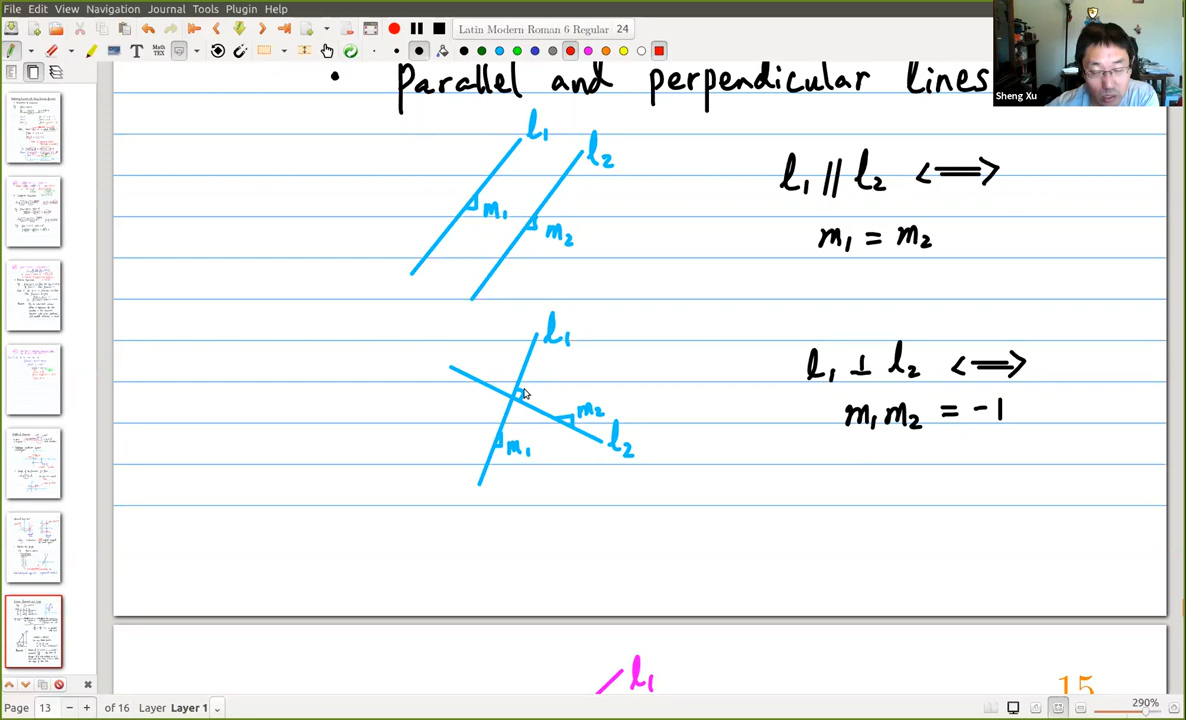 File Edit View Navigation Journal Tools Plugin Help
Latin Modern Roman 6 Regular 24
Sheng Xu
• Parallel and perpendicular lines
l1
l2
m1
m2
l1 // l2 <=>
m1 = m2
l1
m2
l2
m1
l1 ⊥ l2 <=>
m1 m2 = -1
l1
15
Page 13 of 16 Layer Layer 1
290%